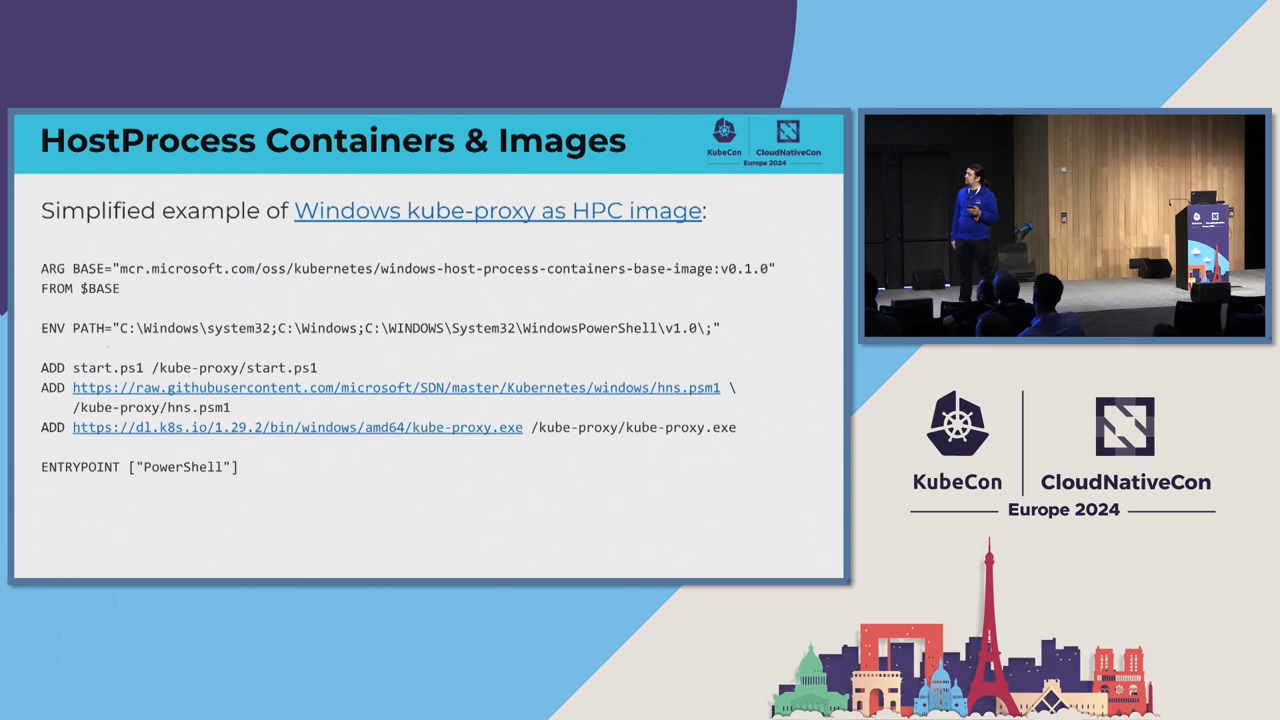 HostProcess Containers & Images
KubeCon
CloudNativeCon
Europe 2024
Simplified example of Windows kube-proxy as HPC image:
ARG BASE="mcr.microsoft.com/oss/kubernetes/windows-host-process-containers-base-image:v0.1.0"
FROM $BASE
ENV PATH="C:\Windows\system32;C:\Windows;C:\WINDOWS\System32\WindowsPowerShell\v1.0\;"
ADD start.ps1 /kube-proxy/start.ps1
ADD https://raw.githubusercontent.com/microsoft/SDN/master/Kubernetes/windows/hns.psm1 \
/kube-proxy/hns.psm1
ADD https://dl.k8s.io/1.29.2/bin/windows/amd64/kube-proxy.exe /kube-proxy/kube-proxy.exe
ENTRYPOINT ["PowerShell"]
KubeCon
CloudNativeCon
Europe 2024